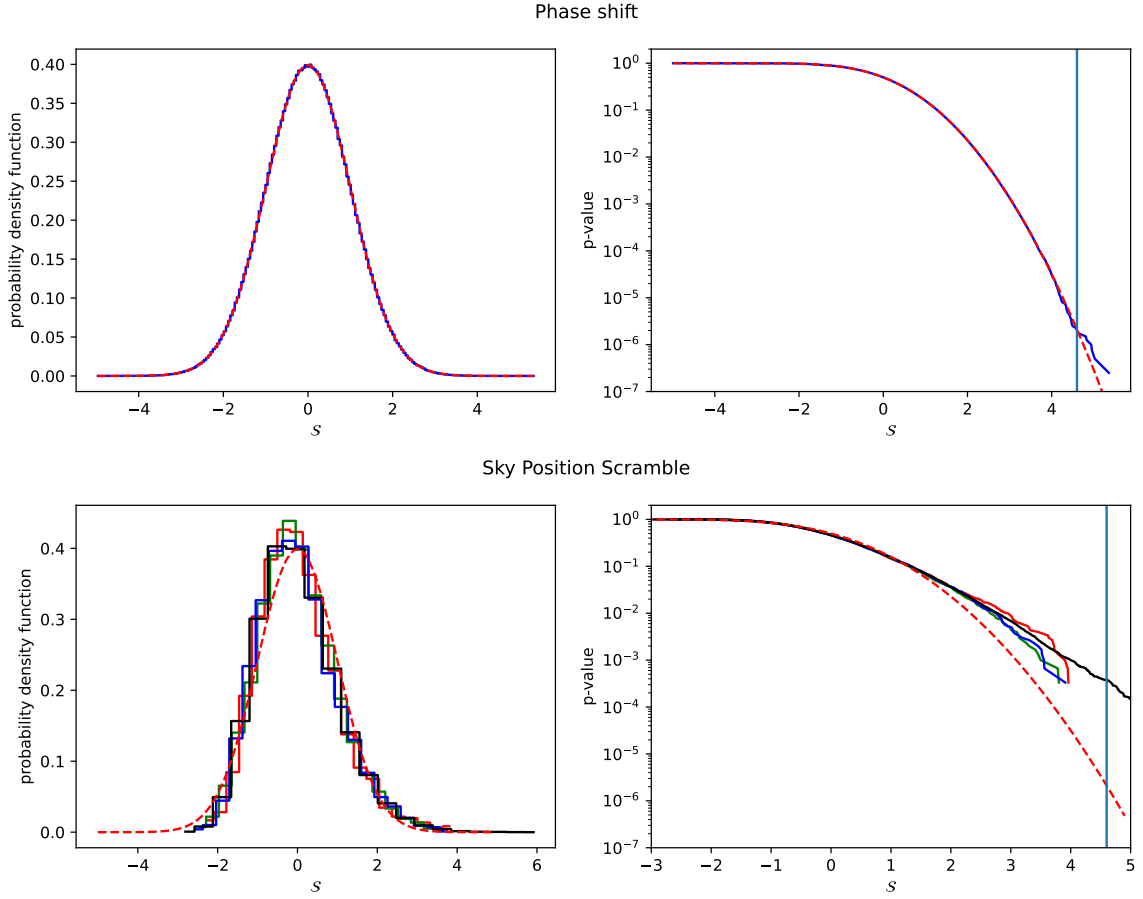 Phase shift
probability density function
0.40
0.35
0.30
0.25
0.20
0.15
0.10
0.05
0.00
−4 −2 0 2 4
S
p-value
10^0
10^−1
10^−2
10^−3
10^−4
10^−5
10^−6
10^−7
−4 −2 0 2 4
S
Sky Position Scramble
probability density function
0.4
0.3
0.2
0.1
0.0
−4 −2 0 2 4 6
S
p-value
10^0
10^−1
10^−2
10^−3
10^−4
10^−5
10^−6
10^−7
−3 −2 −1 0 1 2 3 4 5
S